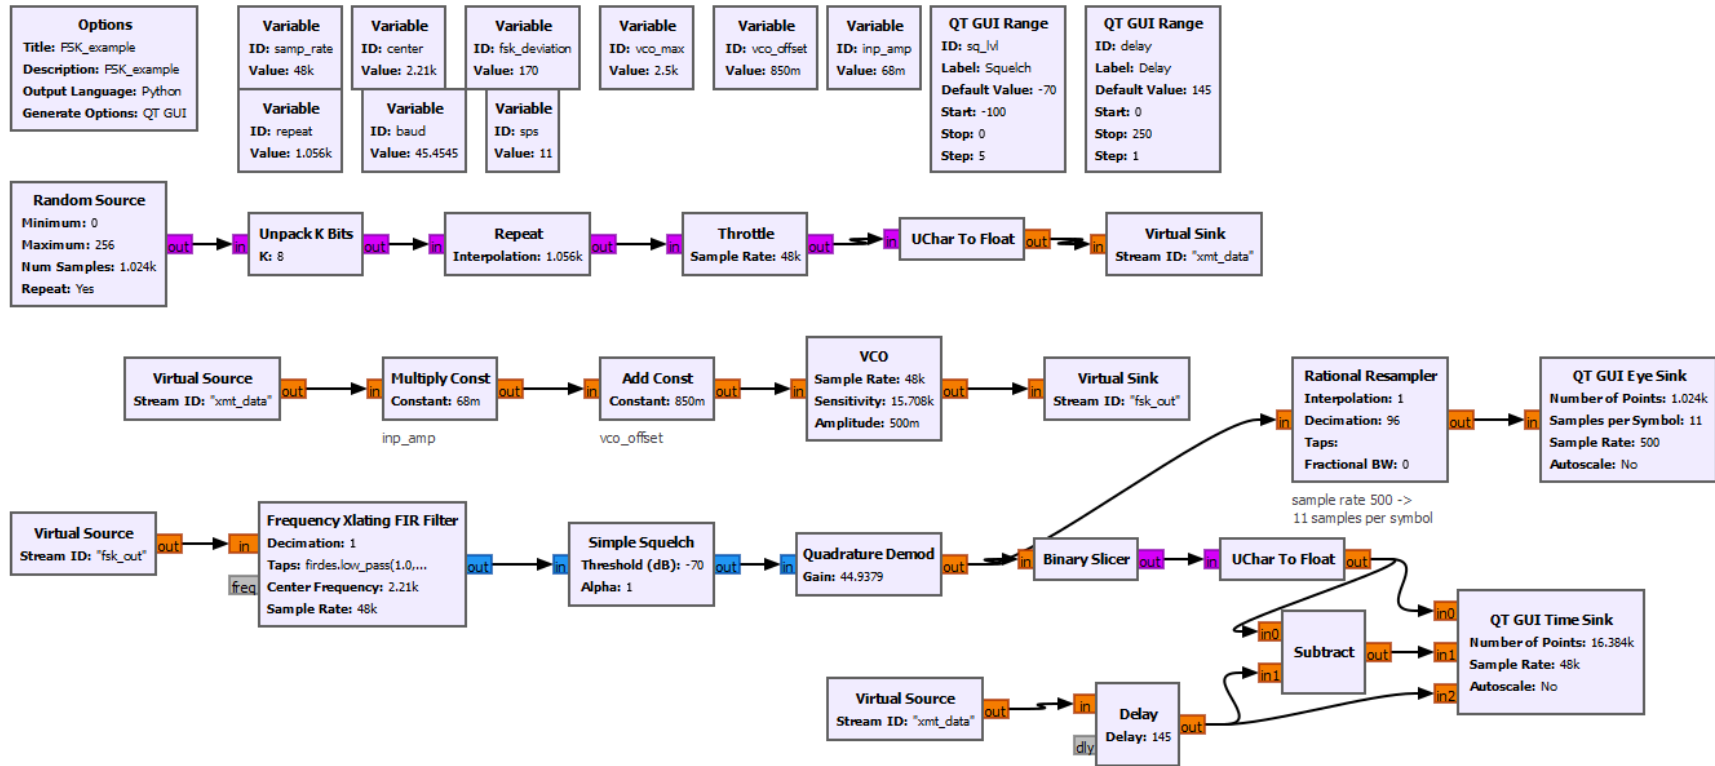 Options
Title: FSK_example
Description: FSK_example
Output Language: Python
Generate Options: QT GUI
Variable
ID: samp_rate
Value: 48k
Variable
ID: center
Value: 2.21k
Variable
ID: fsk_deviation
Value: 170
Variable
ID: vco_max
Value: 2.5k
Variable
ID: vco_offset
Value: 850m
Variable
ID: inp_amp
Value: 68m
QT GUI Range
ID: sq_lvl
Label: Squelch
Default Value: -70
Start: -100
Stop: 0
Step: 5
QT GUI Range
ID: delay
Label: Delay
Default Value: 145
Start: 0
Stop: 250
Step: 1
Variable
ID: repeat
Value: 1.056k
Variable
ID: baud
Value: 45.4545
Variable
ID: sps
Value: 11
Random Source
Minimum: 0
Maximum: 256
Num Samples: 1.024k
Repeat: Yes
out
in
Unpack K Bits
K: 8
out
in
Repeat
Interpolation: 1.056k
out
in
Throttle
Sample Rate: 48k
out
in
UChar To Float
out
in
Virtual Sink
Stream ID: "xmt_data"
Virtual Source
Stream ID: "xmt_data"
out
in
Multiply Const
Constant: 68m
out
inp_amp
in
Add Const
Constant: 850m
out
vco_offset
in
VCO
Sample Rate: 48k
Sensitivity: 15.708k
Amplitude: 500m
out
in
Virtual Sink
Stream ID: "fsk_out"
in
Rational Resampler
Interpolation: 1
Decimation: 96
Taps:
Fractional BW: 0
out
sample rate 500 ->
11 samples per symbol
in
QT GUI Eye Sink
Number of Points: 1.024k
Samples per Symbol: 11
Sample Rate: 500
Autoscale: No
Virtual Source
Stream ID: "fsk_out"
out
in
freq
Frequency Xlating FIR Filter
Decimation: 1
Taps: firdes.low_pass(1.0,...
Center Frequency: 2.21k
Sample Rate: 48k
out
in
Simple Squelch
Threshold (dB): -70
Alpha: 1
out
in
Quadrature Demod
Gain: 44.9379
out
in
Binary Slicer
out
in
UChar To Float
out
in0
in1
Subtract
out
in0
in1
in2
QT GUI Time Sink
Number of Points: 16.384k
Sample Rate: 48k
Autoscale: No
Virtual Source
Stream ID: "xmt_data"
out
in
dly
Delay
Delay: 145
out